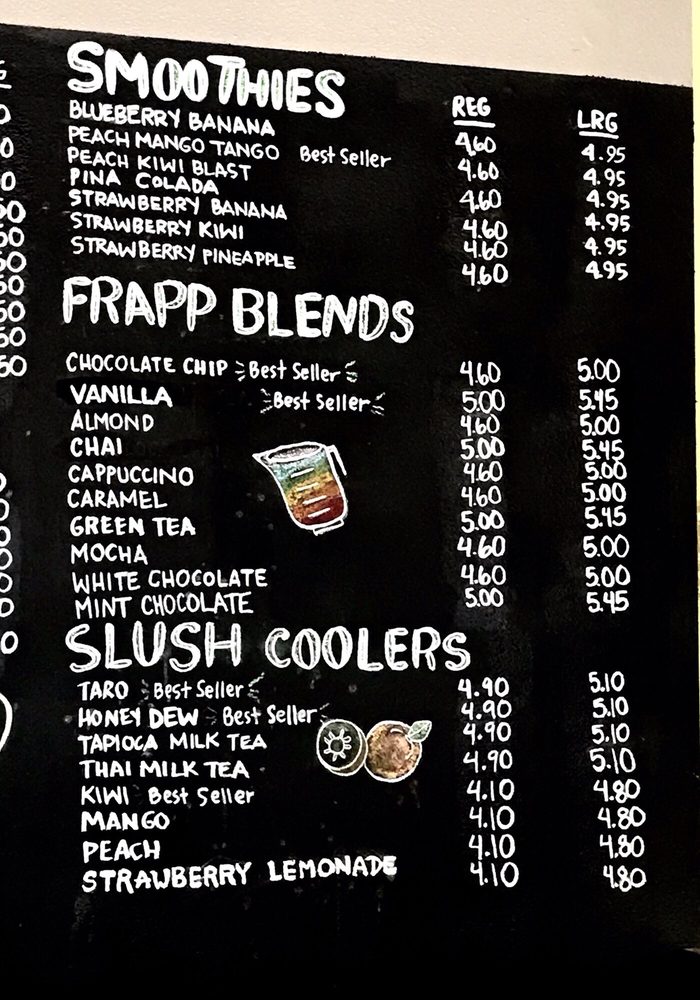 SMOOTHIES REG LRG
BLUEBERRY BANANA 4.60 4.95
PEACH MANGO TANGO Best Seller 4.60 4.95
PEACH KIWI BLAST 4.60 4.95
PINA COLADA
STRAWBERRY BANANA 4.60 4.95
STRAWBERRY KIWI 4.60 4.95
STRAWBERRY PINEAPPLE 4.60 4.95
FRAPP BLENDS
CHOCOLATE CHIP Best Seller 4.60 5.00
VANILLA Best Seller 5.00 5.45
ALMOND 4.60 5.00
CHAI 5.00 5.45
CAPPUCCINO 4.60 5.00
CARAMEL 4.60 5.00
GREEN TEA 5.00 5.45
MOCHA 4.60 5.00
WHITE CHOCOLATE 4.60 5.00
MINT CHOCOLATE 5.00 5.45
SLUSH COOLERS
TARO Best Seller 4.90 5.10
HONEY DEW Best Seller 4.90 5.10
TAPIOCA MILK TEA 4.90 5.10
THAI MILK TEA 4.90 5.10
KIWI Best Seller 4.10 4.80
MANGO 4.10 4.80
PEACH 4.10 4.80
STRAWBERRY LEMONADE 4.10 4.80